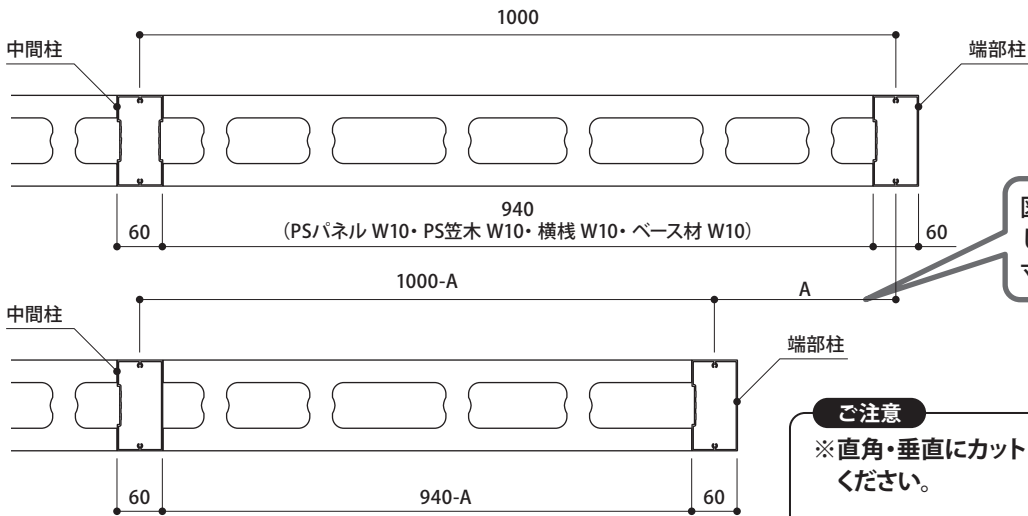 1000
中間柱
端部柱
940
(PSパネル W10・ PS笠木 W10・ 横桟 W10・ ベース材 W10)
60
60
1000-A
A
中間柱
端部柱
ご注意
※直角・垂直にカット
ください。
60
940-A
60